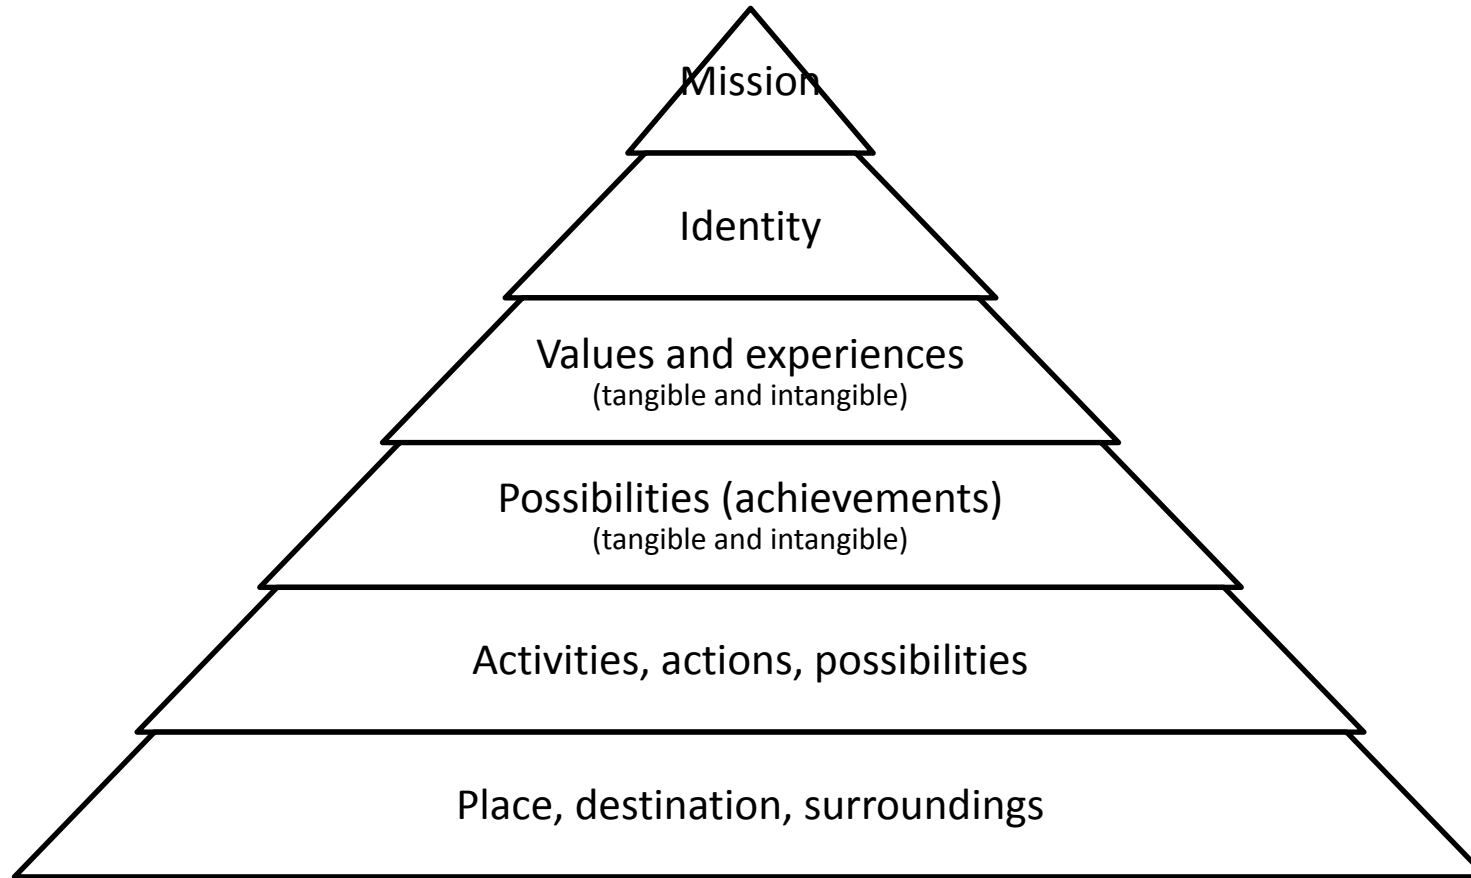 Mission
Identity
Values and experiences
(tangible and intangible)
Possibilities (achievements)
(tangible and intangible)
Activities, actions, possibilities
Place, destination, surroundings